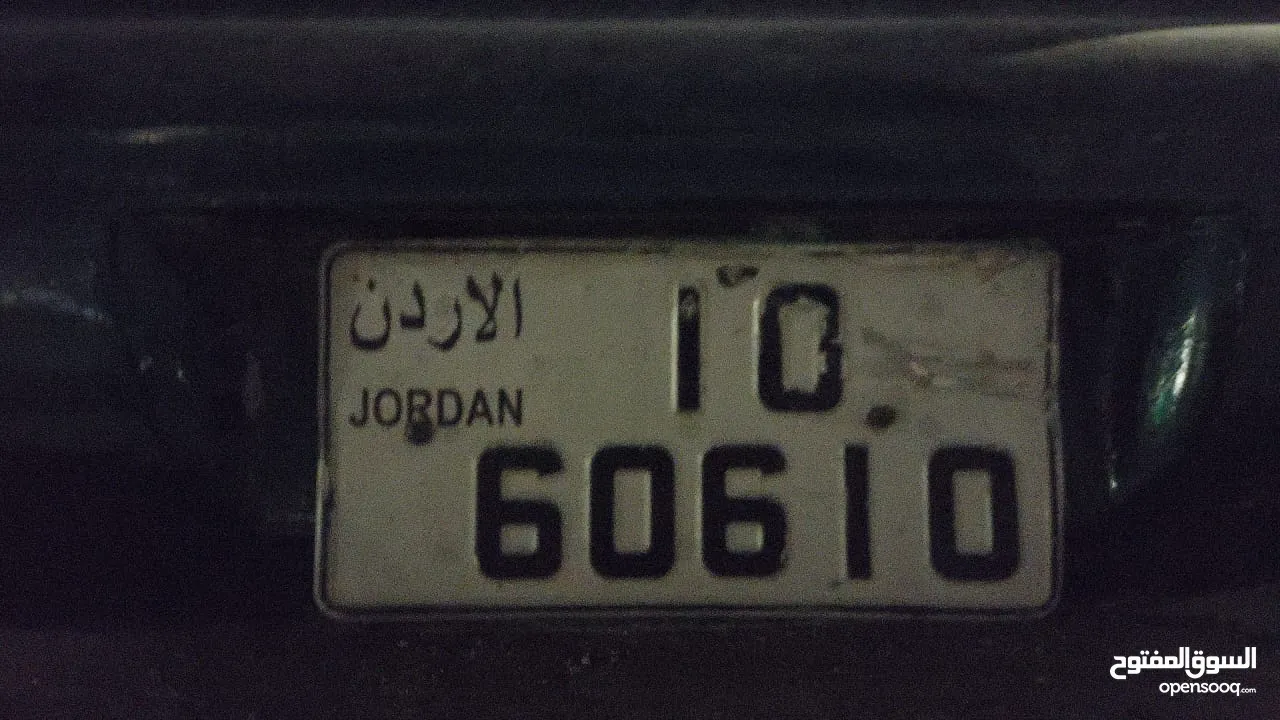 الاردن
10
JORDAN
60610
السوق المفتوح
opensooq.com